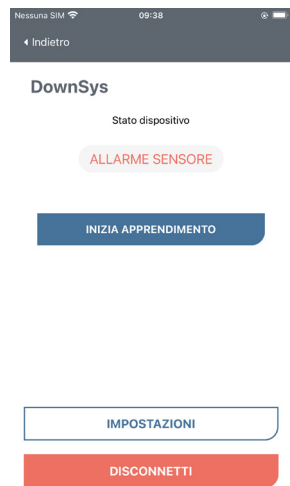 Nessuna SIM 09:38
Indietro
DownSys
Stato dispositivo
ALLARME SENSORE
INIZIA APPRENDIMENTO
IMPOSTAZIONI
DISCONNETTI